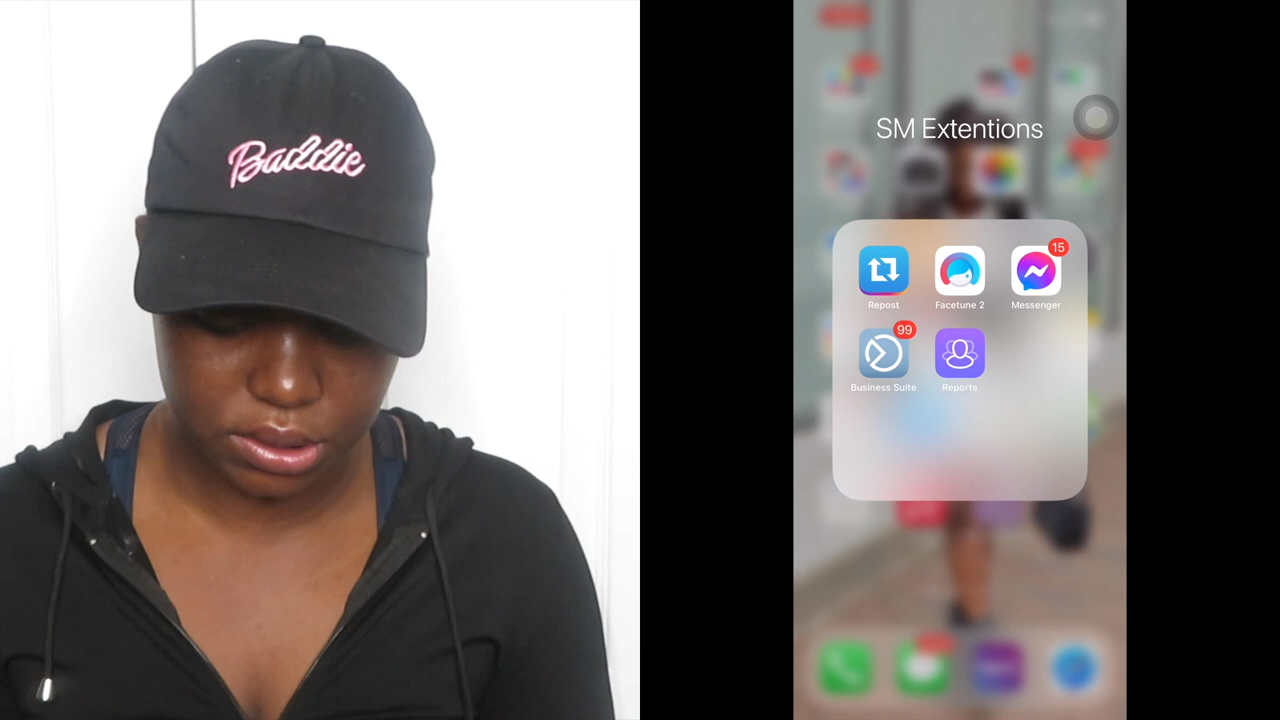 Baddie
SM Extentions
15
Repost
Facetune 2
Messenger
99
Business Suite
Reports